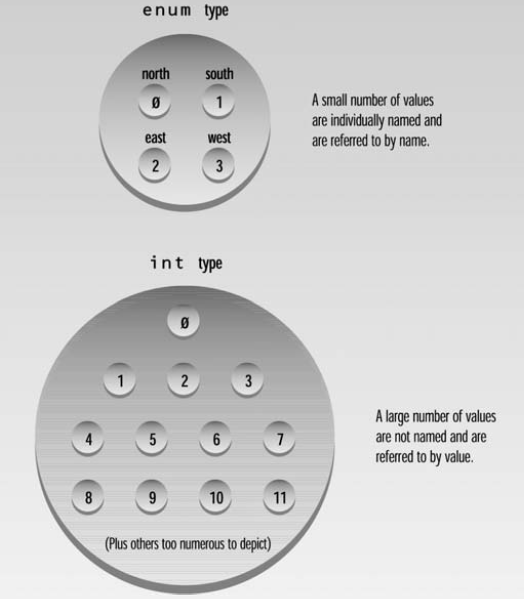 enum type
north south
0 1
east west
2 3
A small number of values
are individually named and
are referred to by name.
int type
0
1 2 3
4 5 6 7
8 9 10 11
(Plus others too numerous to depict)
A large number of values
are not named and are
referred to by value.